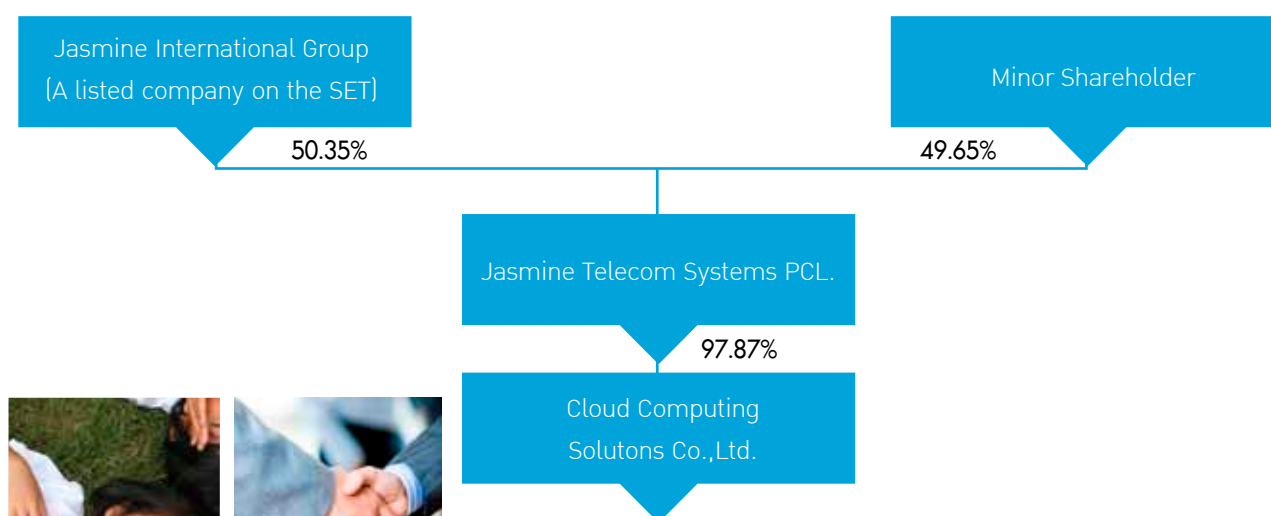 Jasmine International Group
(A listed company on the SET)
Minor Shareholder
50.35%
49.65%
Jasmine Telecom Systems PCL.
97.87%
Cloud Computing
Solutons Co.,Ltd.